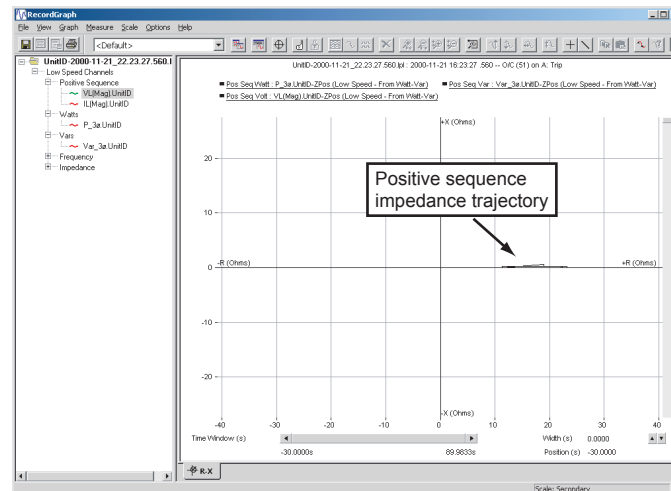 RecordGraph
File View Graph Measure Scale Options Help
<Default>
UnitID-2000-11-21_22.23.27.560.l
Low Speed Channels
Positive Sequence
VL(Mag).UnitID
IL(Mag).UnitID
Watts
P_3ø.UnitID
Vars
Var_3ø.UnitID
Frequency
Impedance
UnitID-2000-11-21_22.23.27.560.lpl : 2000-11-21 16:23:27 .560 -- O/C (51) on A: Trip
Pos Seq Watt : P_3ø.UnitID-ZPos (Low Speed - From Watt-Var)
Pos Seq Var : Var_3ø.UnitID-ZPos (Low Speed - From Watt-Var)
Pos Seq Volt : VL(Mag).UnitID-ZPos (Low Speed - From Watt-Var)
+X (Ohms)
20
Positive sequence
impedance trajectory
10
-R (Ohms)
+R (Ohms)
0
-10
-20
-X (Ohms)
-40 -30 -20 -10 0 10 20 30 40
Time Window (s)
Width (s) 0.0000
-30.0000s 89.9833s Position (s) -30.0000
R-X
Scale: Secondary